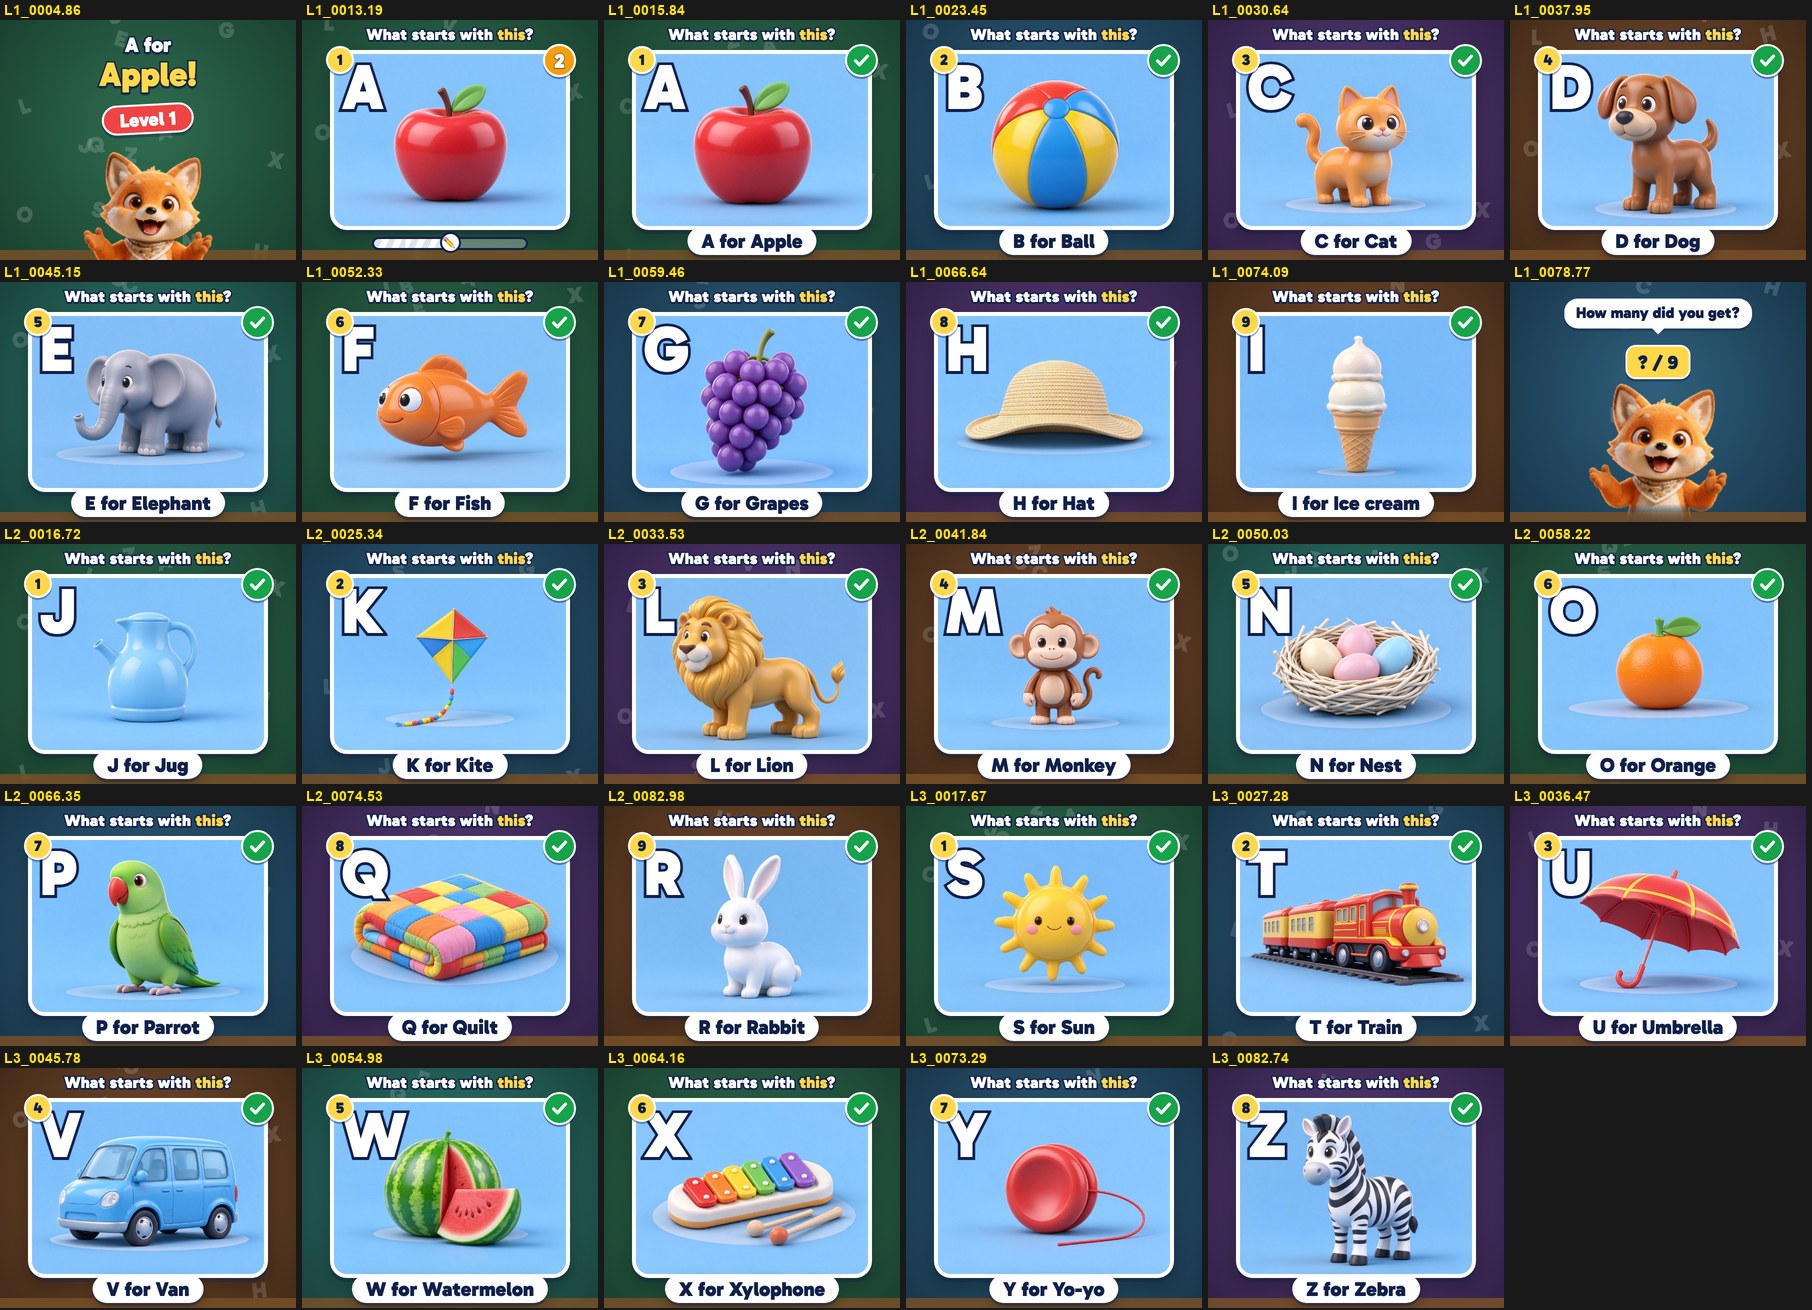 L1_0004.86
A for
Apple!
Level 1
L1_0013.19
What starts with this?
1
2
A
L1_0015.84
What starts with this?
1
A
A for Apple
L1_0023.45
What starts with this?
2
B
B for Ball
L1_0030.64
What starts with this?
3
C
C for Cat
L1_0037.95
What starts with this?
4
D
D for Dog
L1_0045.15
What starts with this?
5
E
E for Elephant
L1_0052.33
What starts with this?
6
F
F for Fish
L1_0059.46
What starts with this?
7
G
G for Grapes
L1_0066.64
What starts with this?
8
H
H for Hat
L1_0074.09
What starts with this?
9
I
I for Ice cream
L1_0078.77
How many did you get?
? / 9
L2_0016.72
What starts with this?
1
J
J for Jug
L2_0025.34
What starts with this?
2
K
K for Kite
L2_0033.53
What starts with this?
3
L
L for Lion
L2_0041.84
What starts with this?
4
M
M for Monkey
L2_0050.03
What starts with this?
5
N
N for Nest
L2_0058.22
What starts with this?
6
O
O for Orange
L2_0066.35
What starts with this?
7
P
P for Parrot
L2_0074.53
What starts with this?
8
Q
Q for Quilt
L2_0082.98
What starts with this?
9
R
R for Rabbit
L3_0017.67
What starts with this?
1
S
S for Sun
L3_0027.28
What starts with this?
2
T
T for Train
L3_0036.47
What starts with this?
3
U
U for Umbrella
L3_0045.78
What starts with this?
4
V
V for Van
L3_0054.98
What starts with this?
5
W
W for Watermelon
L3_0064.16
What starts with this?
6
X
X for Xylophone
L3_0073.29
What starts with this?
7
Y
Y for Yo-yo
L3_0082.74
What starts with this?
8
Z
Z for Zebra